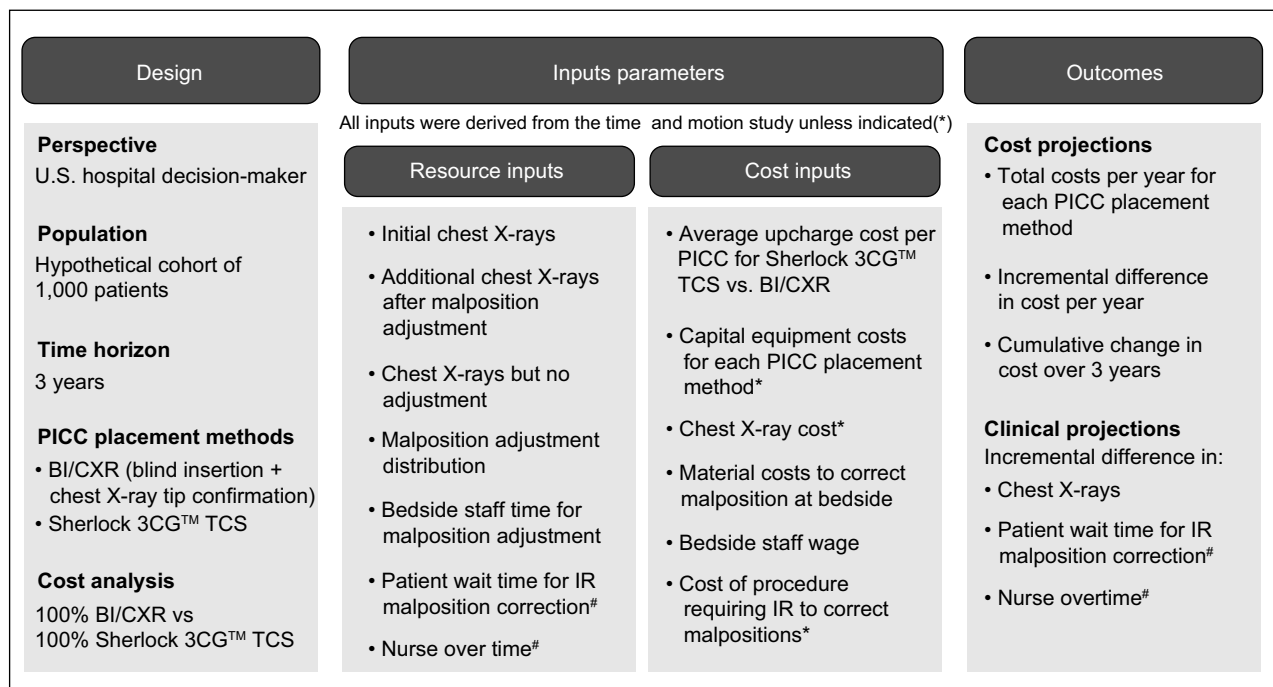 Design
Perspective
U.S. hospital decision-maker
Population
Hypothetical cohort of
1,000 patients
Time horizon
3 years
PICC placement methods
• BI/CXR (blind insertion +
chest X-ray tip confirmation)
• Sherlock 3CG™ TCS
Cost analysis
100% BI/CXR vs
100% Sherlock 3CG™ TCS
Inputs parameters
All inputs were derived from the time and motion study unless indicated(*)
Resource inputs
• Initial chest X-rays
• Additional chest X-rays
after malposition
adjustment
• Chest X-rays but no
adjustment
• Malposition adjustment
distribution
• Bedside staff time for
malposition adjustment
• Patient wait time for IR
malposition correction#
• Nurse over time#
Cost inputs
• Average upcharge cost per
PICC for Sherlock 3CG™
TCS vs. BI/CXR
• Capital equipment costs
for each PICC placement
method*
• Chest X-ray cost*
• Material costs to correct
malposition at bedside
• Bedside staff wage
• Cost of procedure
requiring IR to correct
malpositions*
Outcomes
Cost projections
• Total costs per year for
each PICC placement
method
• Incremental difference
in cost per year
• Cumulative change in
cost over 3 years
Clinical projections
Incremental difference in:
• Chest X-rays
• Patient wait time for IR
malposition correction#
• Nurse overtime#